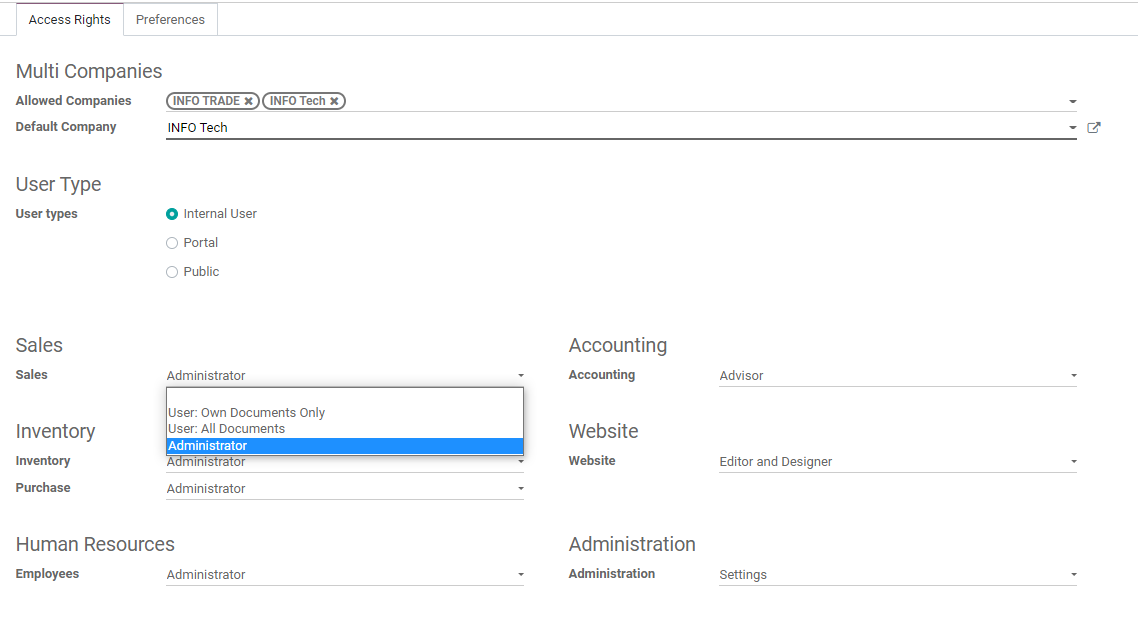 Access Rights Preferences
Multi Companies
Allowed Companies INFO TRADE ✖ INFO Tech ✖
Default Company INFO Tech
User Type
User types Internal User
Portal
Public
Sales Accounting
Sales Administrator Accounting Advisor
User: Own Documents Only
User: All Documents
Administrator
Inventory Website
Inventory Administrator Website Editor and Designer
Purchase Administrator
Human Resources Administration
Employees Administrator Administration Settings